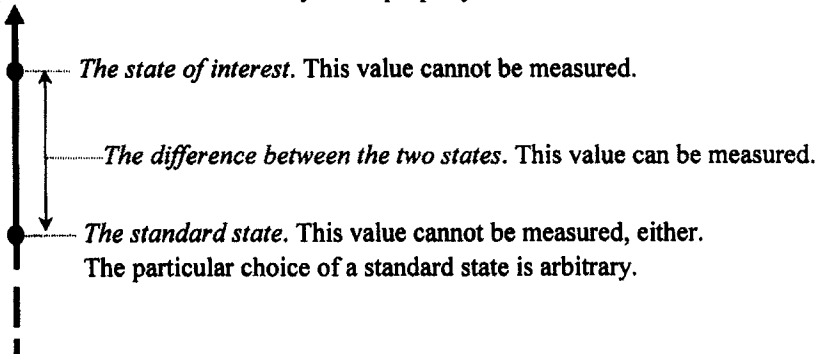 The state of interest. This value cannot be measured.
The difference between the two states. This value can be measured.
The standard state. This value cannot be measured, either.
The particular choice of a standard state is arbitrary.